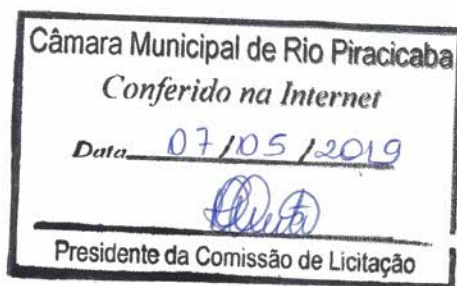 Câmara Municipal de Rio Piracicaba
Conferido na Internet
Data 07/05/2019
Presidente da Comissão de Licitação